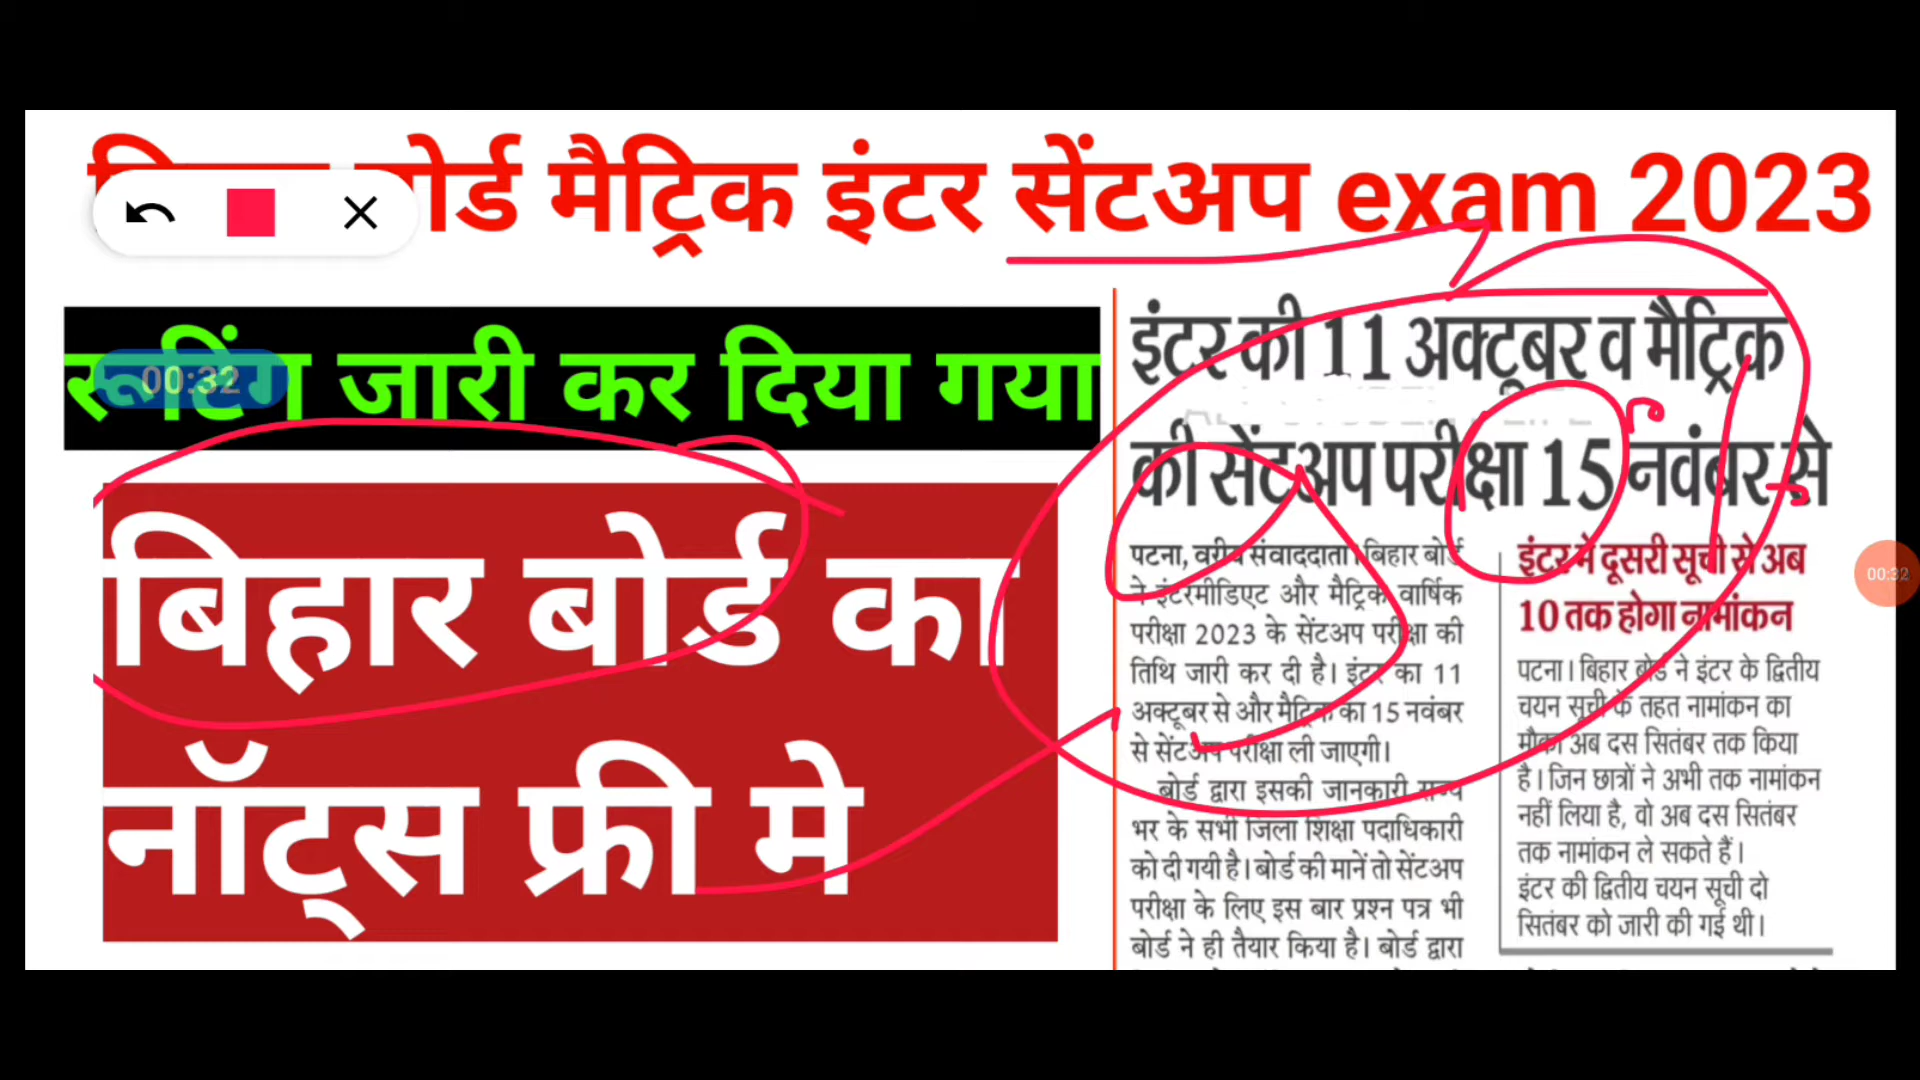 बोर्ड मैट्रिक इंटर सेंटअप exam 2023
रूटिंग जारी कर दिया गया
00:32
बिहार बोर्ड का
नॉट्स फ्री मे
इंटर की 11 अक्टूबर व मैट्रिक
की सेंटअप परीक्षा 15 नवंबर से
पटना, वरीय संवाददाता। बिहार बोर्ड
ने इंटरमीडिएट और मैट्रिक वार्षिक
परीक्षा 2023 के सेंटअप परीक्षा की
तिथि जारी कर दी है। इंटर का 11
अक्टूबर से और मैट्रिक का 15 नवंबर
से सेंटअप परीक्षा ली जाएगी।
बोर्ड द्वारा इसकी जानकारी राज्य
भर के सभी जिला शिक्षा पदाधिकारी
को दी गयी है। बोर्ड की मानें तो सेंटअप
परीक्षा के लिए इस बार प्रश्न पत्र भी
बोर्ड ने ही तैयार किया है। बोर्ड द्वारा
इंटर मे दूसरी सूची से अब
10 तक होगा नामांकन
पटना। बिहार बोर्ड ने इंटर के द्वितीय
चयन सूची के तहत नामांकन का
मौका अब दस सितंबर तक किया
है। जिन छात्रों ने अभी तक नामांकन
नहीं लिया है, वो अब दस सितंबर
तक नामांकन ले सकते हैं।
इंटर की द्वितीय चयन सूची दो
सितंबर को जारी की गई थी।
00:32